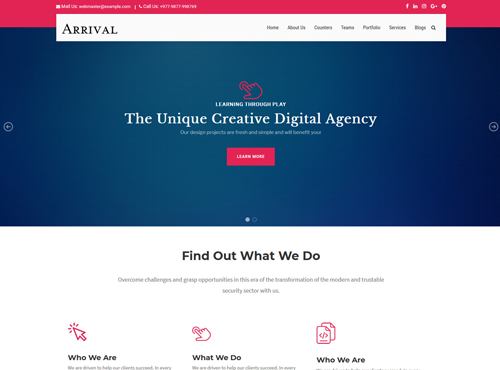 Mail Us: webmaster@example.com | Call Us: +977-9877-998769
ARRIVAL
Home About Us Counters Teams Portfolio Services Blogs
LEARNING THROUGH PLAY
The Unique Creative Digital Agency
Our design projects are fresh and simple and will benefit your
LEARN MORE
Find Out What We Do
Overcome challenges and grasp opportunities in this era of the transformation of the modern and trustable
security sector with us.
Who We Are What We Do Who We Are
We are driven to help our clients succeed. In every We are driven to help our clients succeed. In every